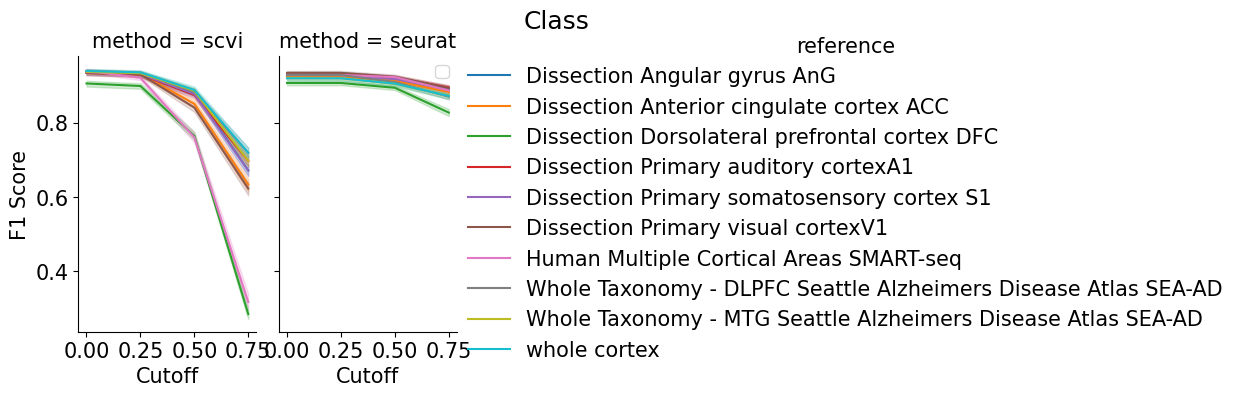 Class
method = scvi
method = seurat
reference
Dissection Angular gyrus AnG
Dissection Anterior cingulate cortex ACC
Dissection Dorsolateral prefrontal cortex DFC
Dissection Primary auditory cortexA1
Dissection Primary somatosensory cortex S1
Dissection Primary visual cortexV1
Human Multiple Cortical Areas SMART-seq
Whole Taxonomy - DLPFC Seattle Alzheimers Disease Atlas SEA-AD
Whole Taxonomy - MTG Seattle Alzheimers Disease Atlas SEA-AD
whole cortex
F1 Score
0.8
0.6
0.4
0.00 0.25 0.50 0.75
0.00 0.25 0.50 0.75
Cutoff
Cutoff